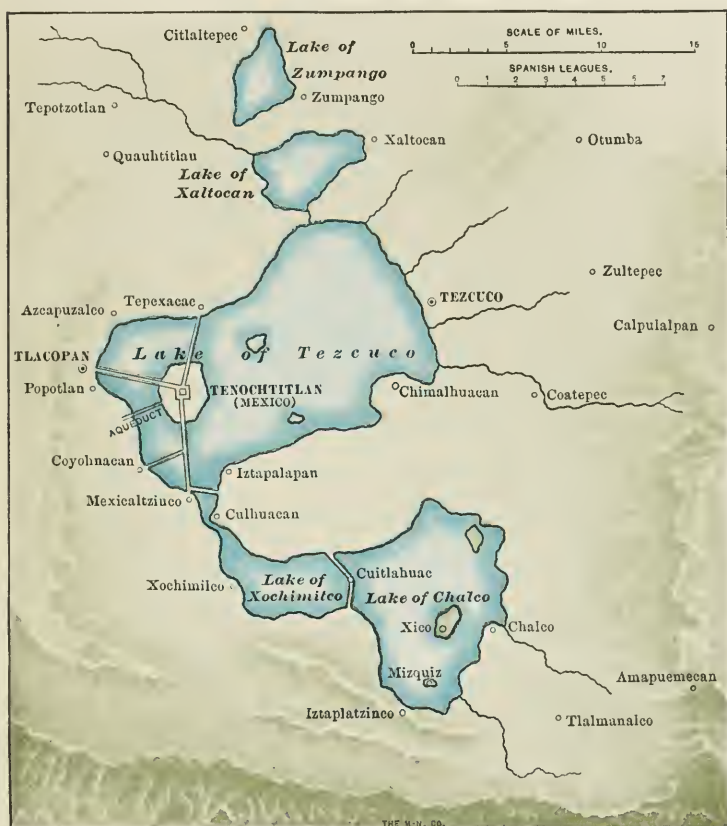 Citlaltepec
Lake of
Zumpango
SCALE OF MILES.
0 5 10 15
SPANISH LEAGUES.
0 1 2 3 4 5 6 7
Zumpango
Tepotzotlan
Quauhtitlau
Xaltocan
Otumba
Lake of
Xaltocan
Zultepec
TEZCUCO
Azcapuzalco
Tepexacac
Calpulalpan
Lake of Tezcuco
TLACOPAN
Popotlan
TENOCHTITLAN
(MEXICO)
Chimalhuacan
Coatepec
AQUEDUCT
Coyohnacan
Iztapalapan
Mexicaltziuco
Culhuacan
Cuitlahuac
Xochimilco
Lake of
Xochimilco
Lake of Chalco
Xico
Chalco
Mizquiz
Amapuemecan
Iztaplatzinco
Tlalmanalco
THE M.-N. CO.